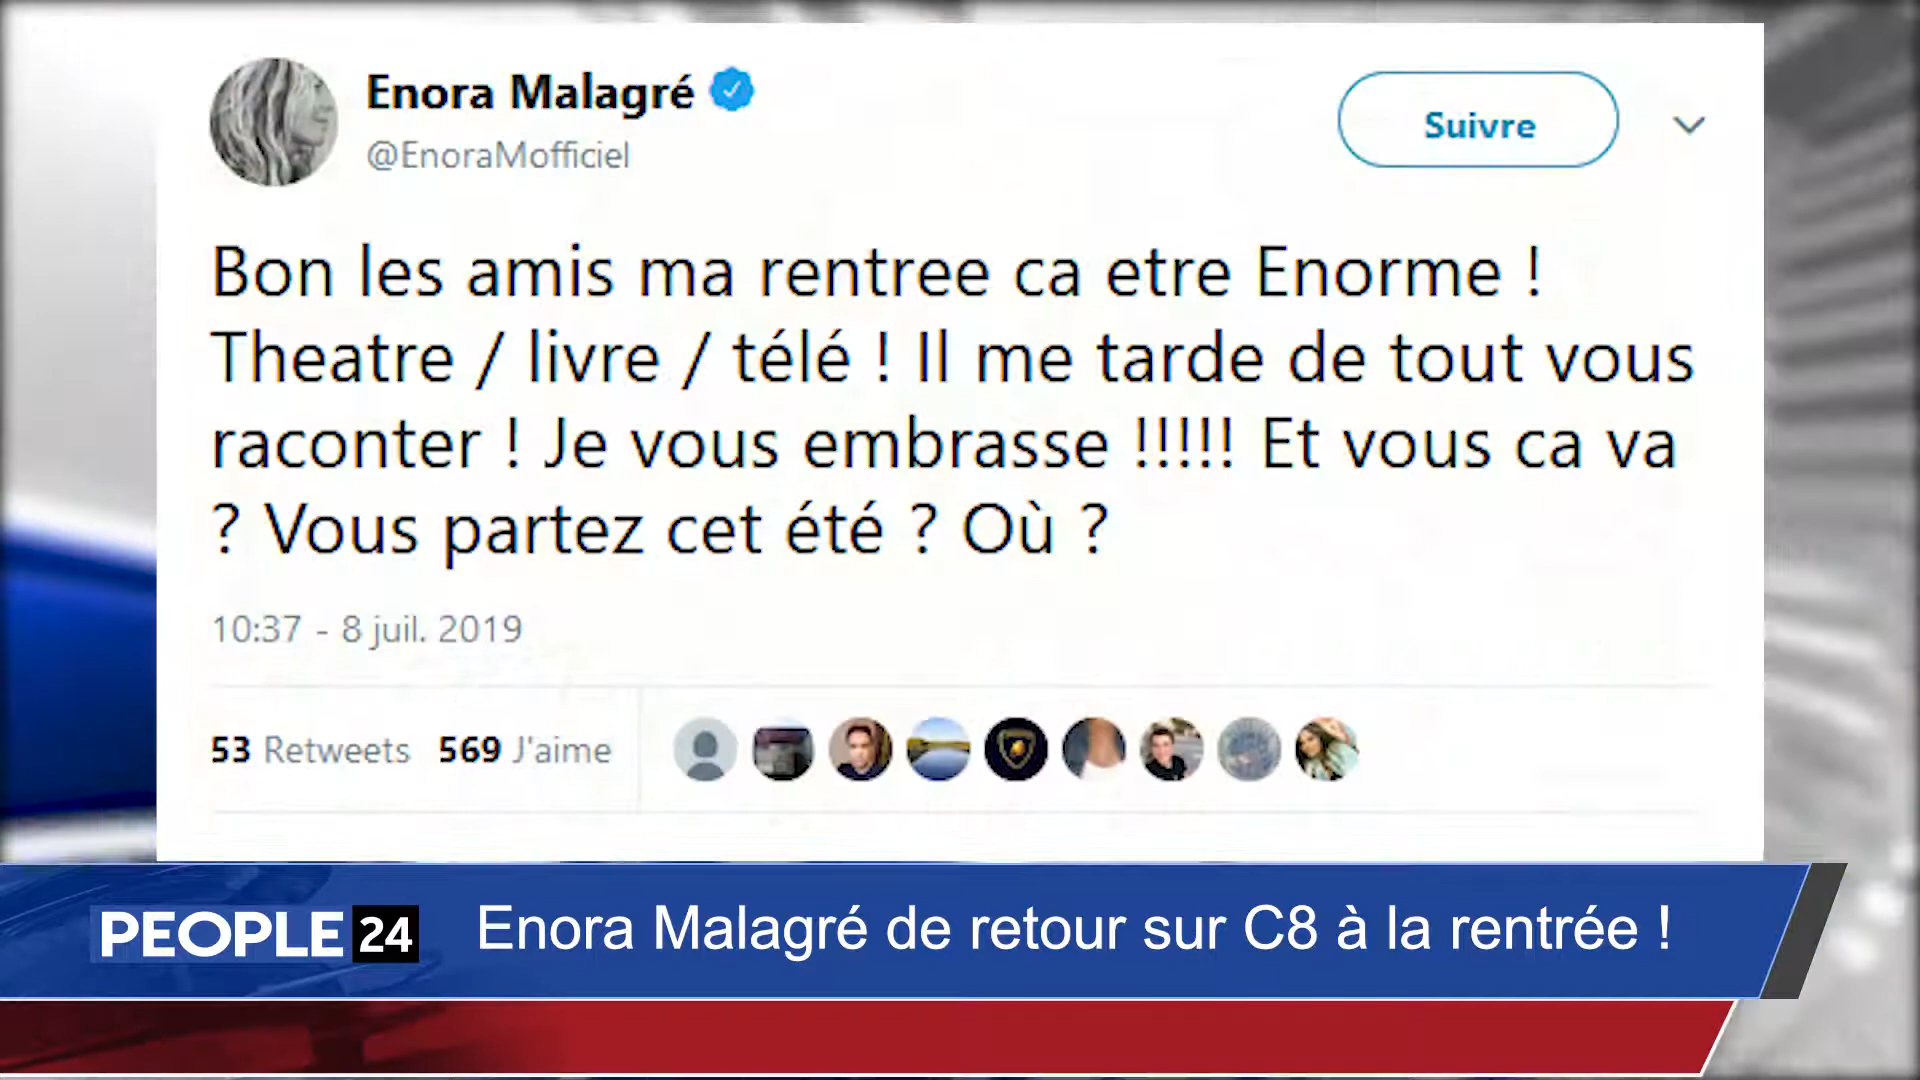 Enora Malagré
@EnoraMofficiel
Suivre
Bon les amis ma rentree ca etre Enorme !
Theatre / livre / télé ! Il me tarde de tout vous
raconter ! Je vous embrasse !!!!! Et vous ca va
? Vous partez cet été ? Où ?
10:37 - 8 juil. 2019
53 Retweets 569 J'aime
PEOPLE 24
Enora Malagré de retour sur C8 à la rentrée !